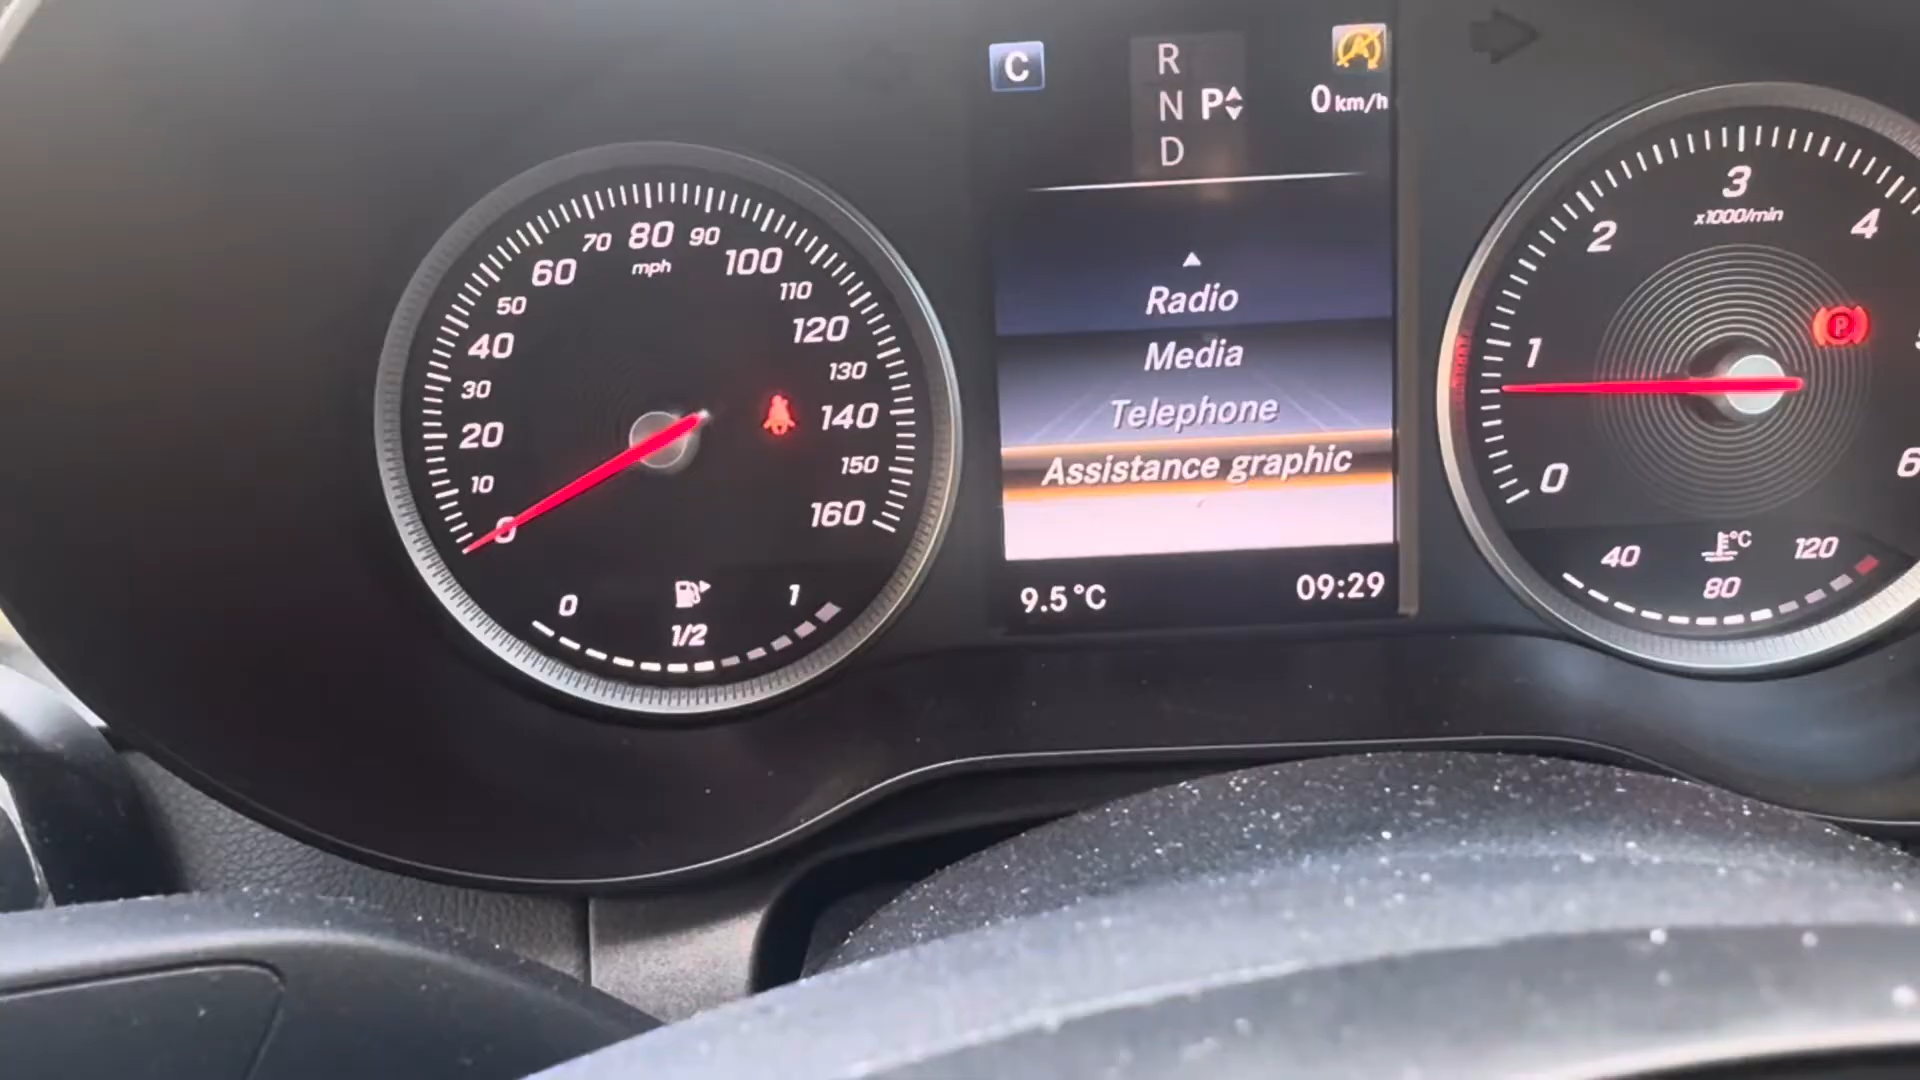 C
R
N P
D
A
0 km/h
0
10
20
30
40
50
60
70
80
90
100
110
120
130
140
150
160
mph
0
1/2
1
Radio
Media
Telephone
Assistance graphic
9.5 °C
09:29
0
1
2
3
4
6
x1000/min
P
40
°C
80
120